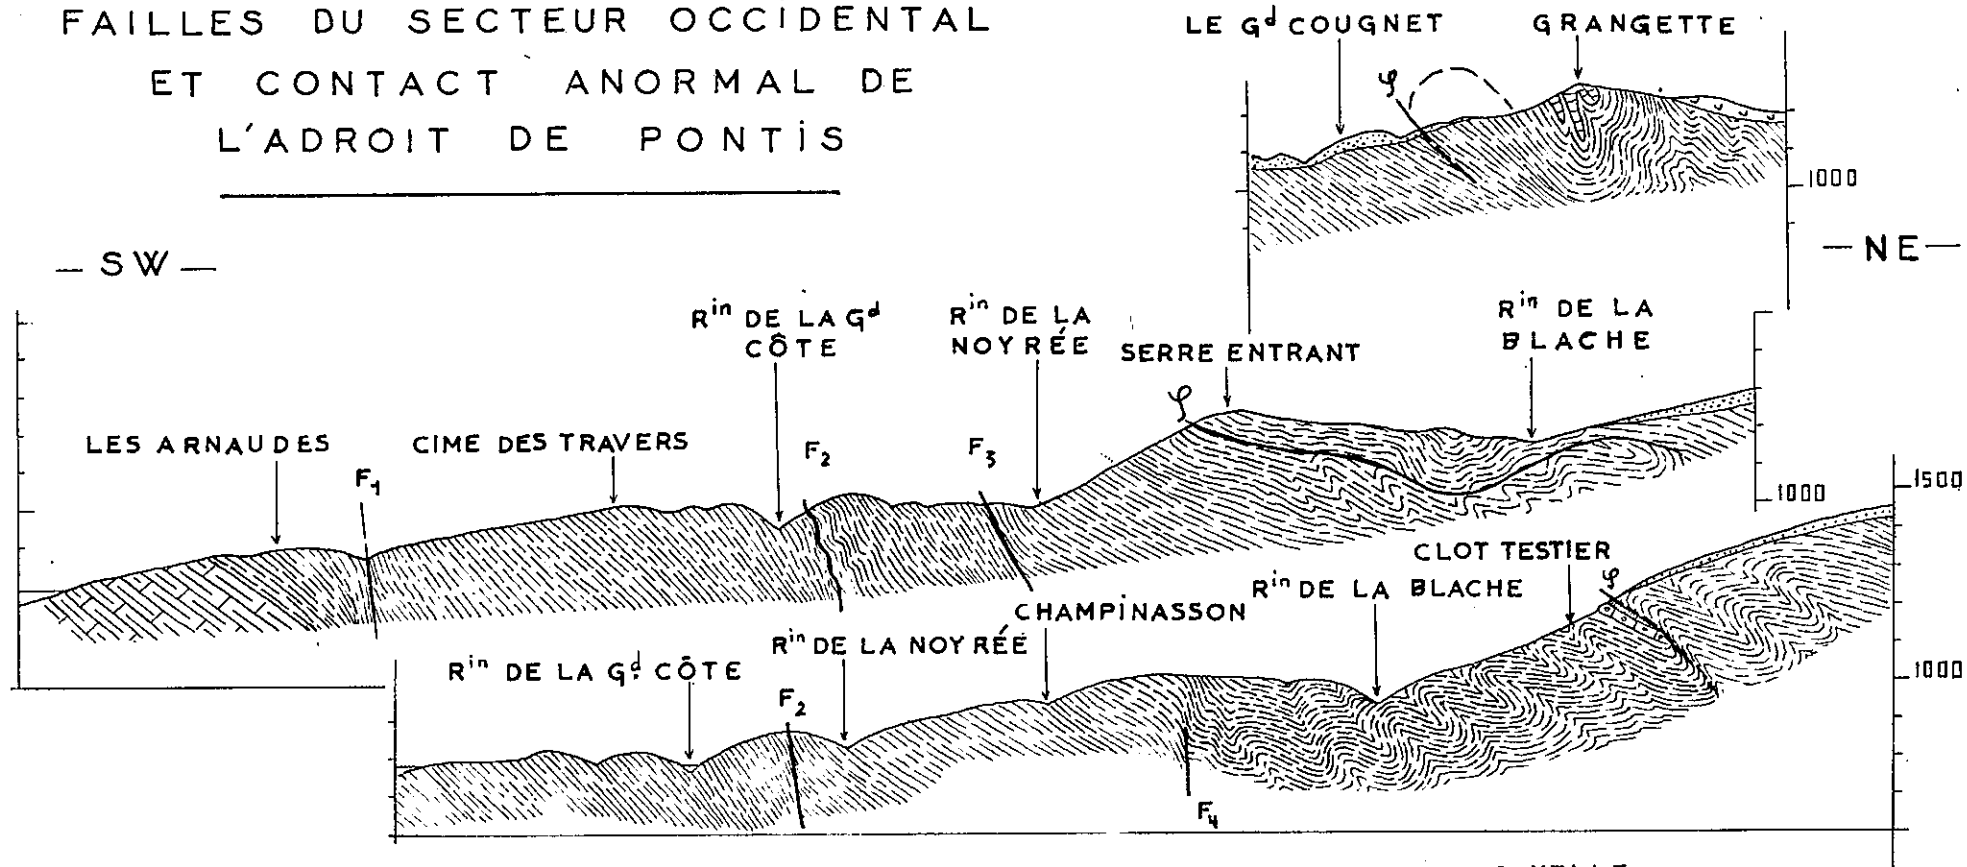 FAILLES DU SECTEUR OCCIDENTAL
ET CONTACT ANORMAL DE
L'ADROIT DE PONTIS
LE Gd COUGNET
GRANGETTE
φ
1000
— SW —
— NE —
Rin DE LA Gd
CÔTE
Rin DE LA
NOYRÉE
SERRE ENTRANT
Rin DE LA
BLACHE
φ
LES ARNAUDES
CIME DES TRAVERS
F1
F2
F3
1000
1500
CLOT TESTIER
Rin DE LA BLACHE
φ
CHAMPINASSON
Rin DE LA NOYRÉE
Rin DE LA Gd CÔTE
F2
1000
F4